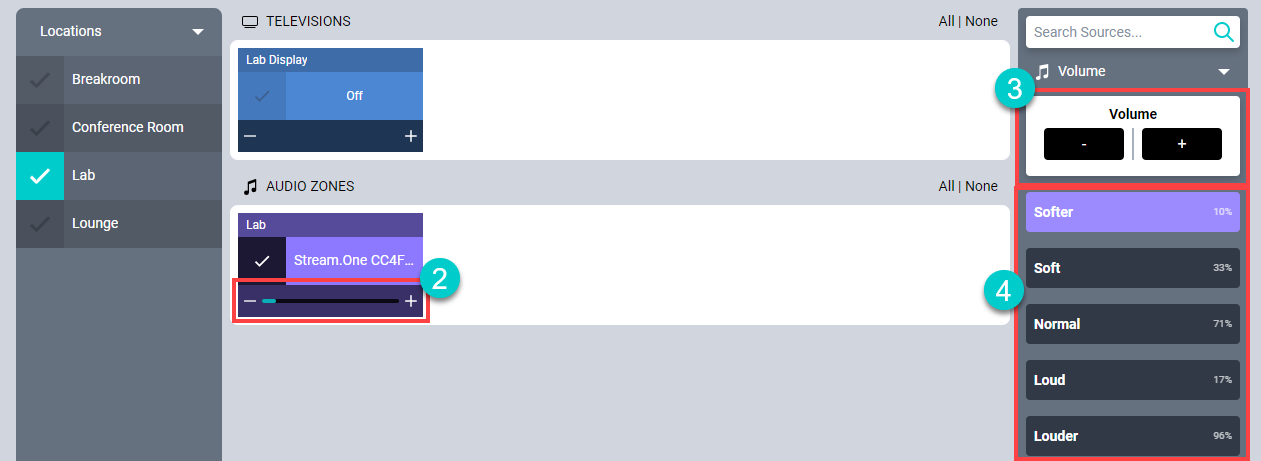 Locations
Breakroom
Conference Room
Lab
Lounge
TELEVISIONS
All | None
Lab Display
Off
AUDIO ZONES
All | None
Lab
Stream.One CC4F...
2
Search Sources...
Volume
3
Volume
- +
4
Softer 10%
Soft 33%
Normal 71%
Loud 17%
Louder 96%